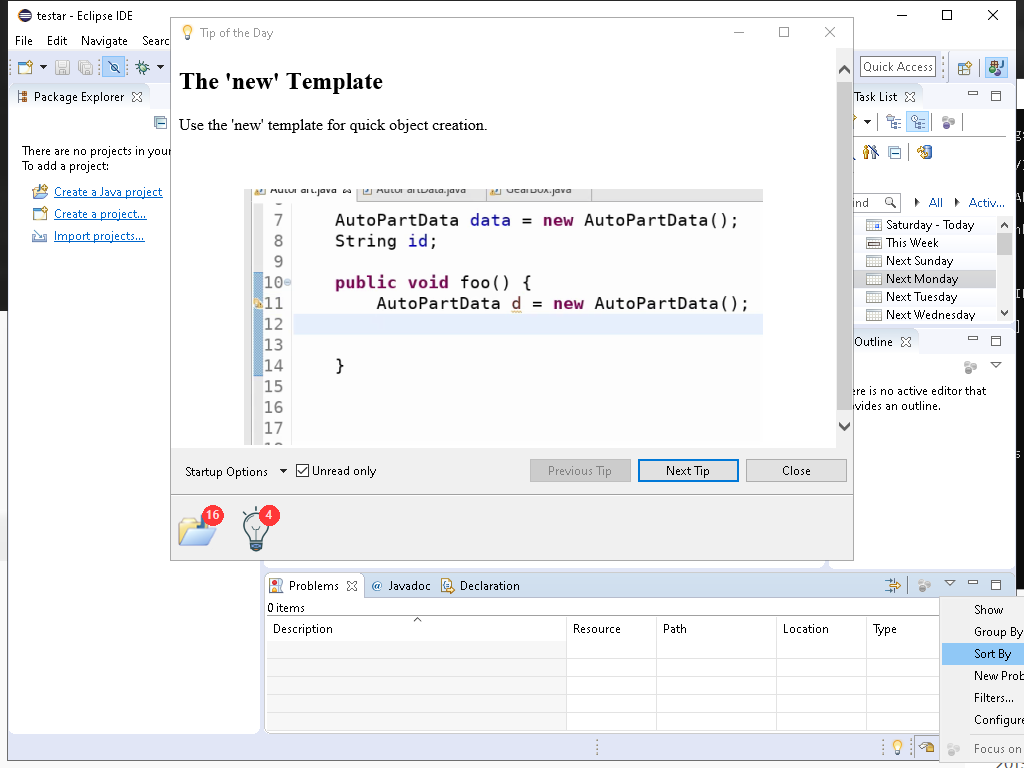 testar - Eclipse IDE
File Edit Navigate Searc
Tip of the Day
The 'new' Template
Use the 'new' template for quick object creation.
AutoPart.java AutoPartData.java GearBox.java
7 AutoPartData data = new AutoPartData();
8 String id;
9
10 public void foo() {
11 AutoPartData d = new AutoPartData();
12
13
14 }
15
16
17
Startup Options Unread only Previous Tip Next Tip Close
16 4
Quick Access
Package Explorer
There are no projects in your
To add a project:
Create a Java project
Create a project...
Import projects...
Task List
ind All Activ...
Saturday - Today
This Week
Next Sunday
Next Monday
Next Tuesday
Next Wednesday
Outline
ere is no active editor that
vides an outline.
Problems @ Javadoc Declaration
0 items
Description Resource Path Location Type
Show
Group By
Sort By
New Prob
Filters...
Configure
Focus on